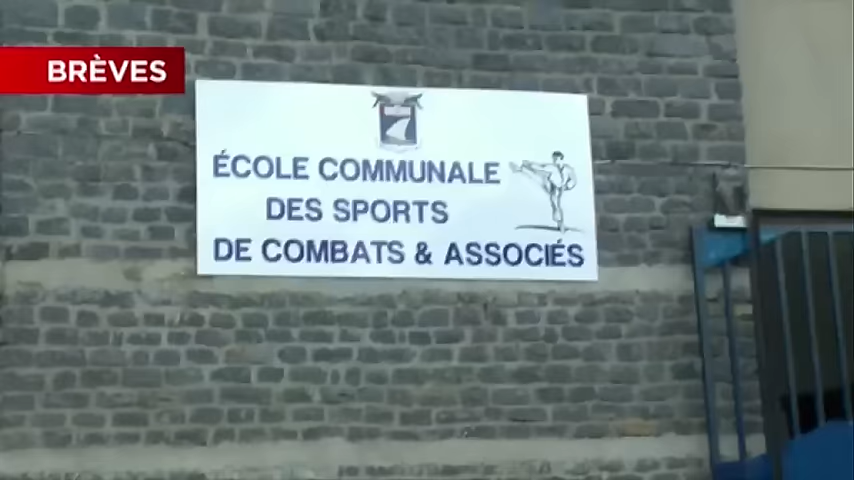 BRÈVES
ÉCOLE COMMUNALE
DES SPORTS
DE COMBATS & ASSOCIÉS